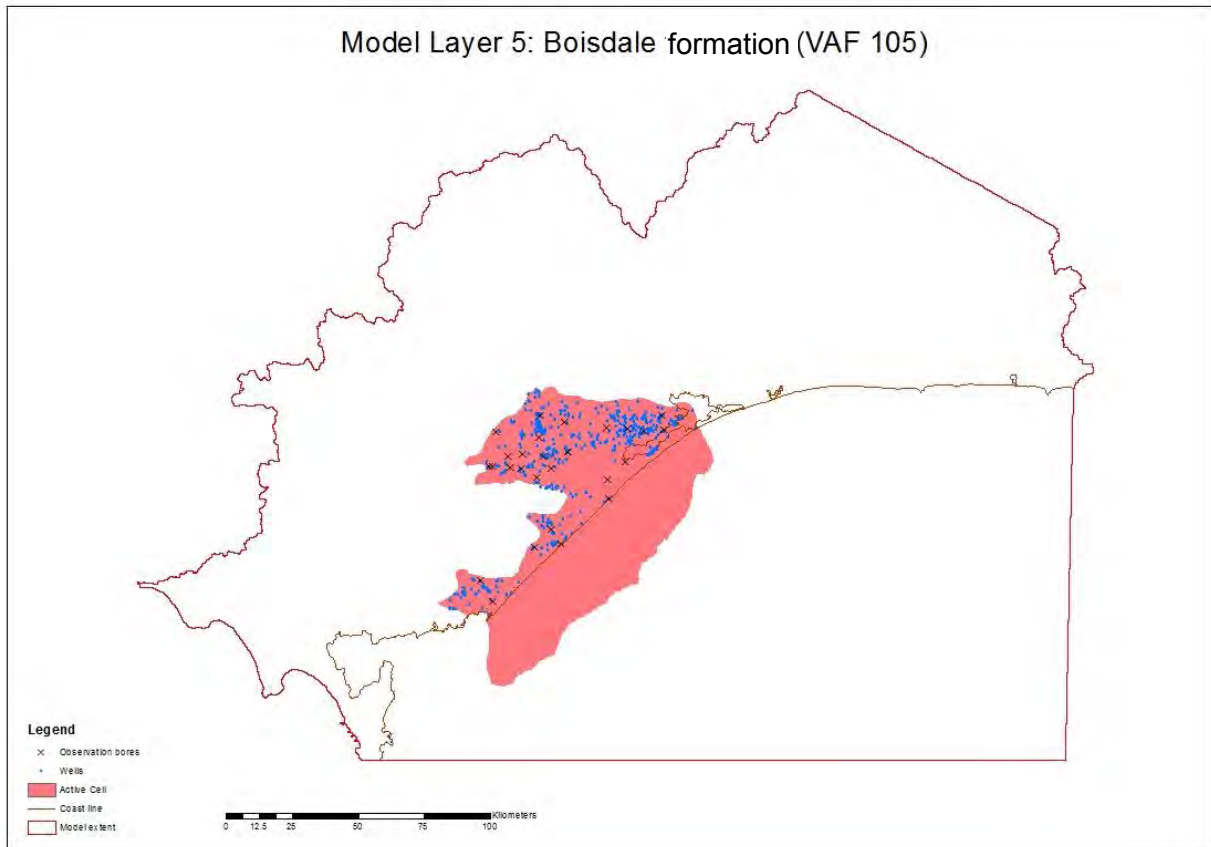 Model Layer 5: Boisdale formation (VAF 105)
Legend
Observation bores
Wells
Active Cell
Coast line
Model extent
Kilometers
0 12.5 25 50 75 100